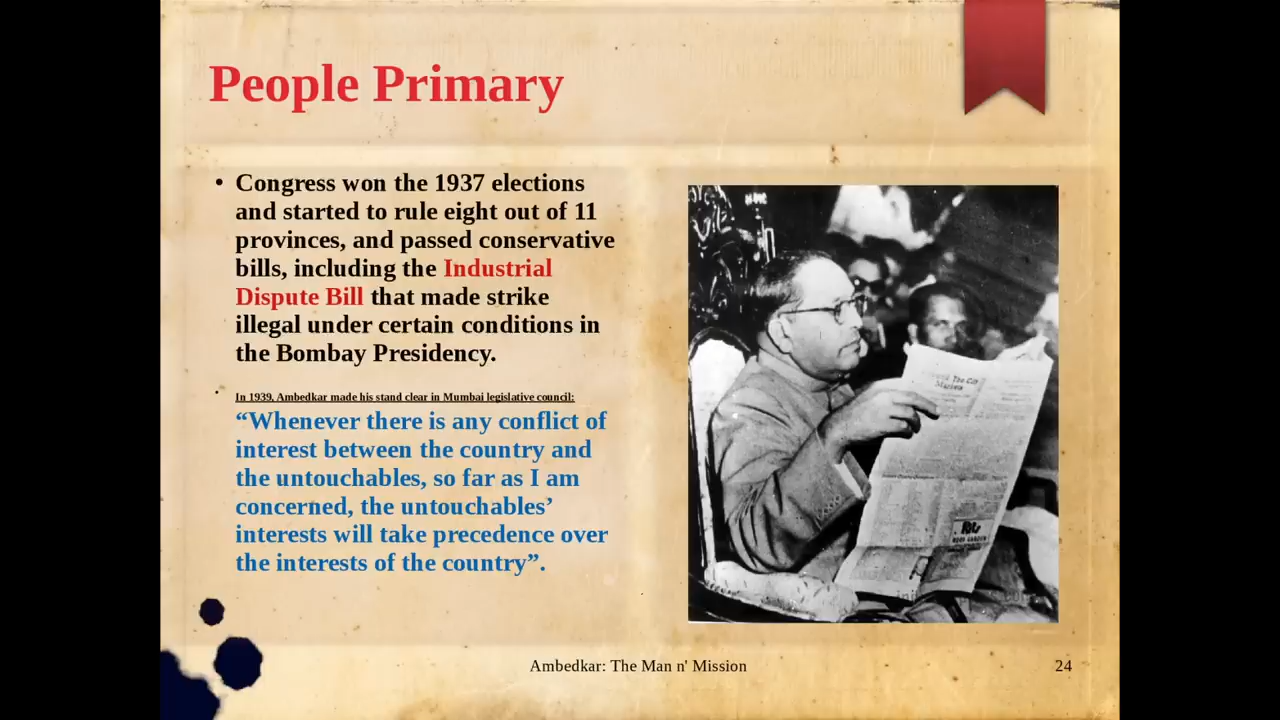 People Primary
• Congress won the 1937 elections
and started to rule eight out of 11
provinces, and passed conservative
bills, including the Industrial
Dispute Bill that made strike
illegal under certain conditions in
the Bombay Presidency.
• In 1939, Ambedkar made his stand clear in Mumbai legislative council:
“Whenever there is any conflict of
interest between the country and
the untouchables, so far as I am
concerned, the untouchables’
interests will take precedence over
the interests of the country”.
Ambedkar: The Man n' Mission
24